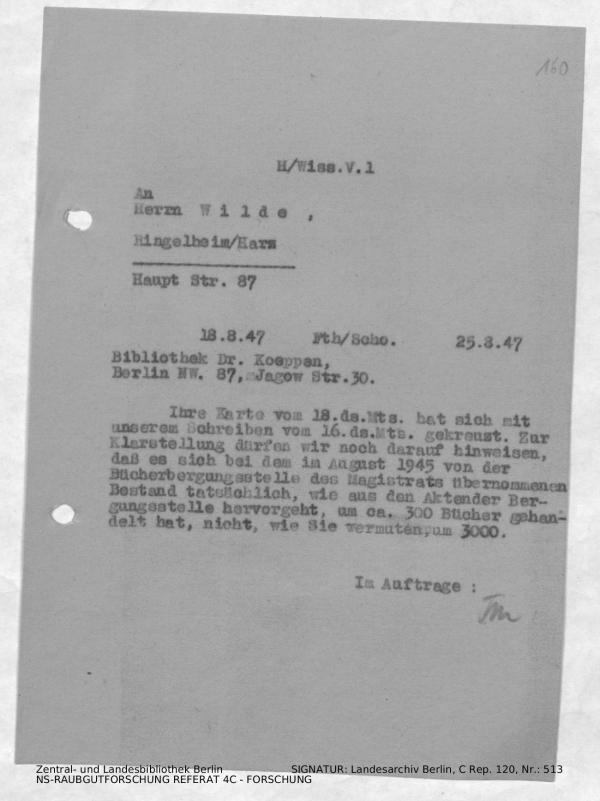 160
H/Wiss.V.1
An
Herrn W i l d e ,
Ringelheim/Harz
Haupt Str. 87
18.8.47 Fth/Scho. 25.8.47
Bibliothek Dr. Koeppen,
Berlin NW. 87, Jagow Str.30.
Ihre Karte vom 18.ds.Mts. hat sich mit
unserem Schreiben vom 16.ds.Mts. gekreuzt. Zur
Klarstellung dürfen wir noch darauf hinweisen,
daß es sich bei dem im August 1945 von der
Bücherbergungsstelle des Magistrats übernommenen
Bestand tatsächlich, wie aus den Aktender Ber-
gungsstelle hervorgeht, um ca. 300 Bücher gehan-
delt hat, nicht, wie Sie vermuten,um 3000.
Im Auftrage :
Zentral- und Landesbibliothek Berlin SIGNATUR: Landesarchiv Berlin, C Rep. 120, Nr.: 513
NS-RAUBGUTFORSCHUNG REFERAT 4C - FORSCHUNG